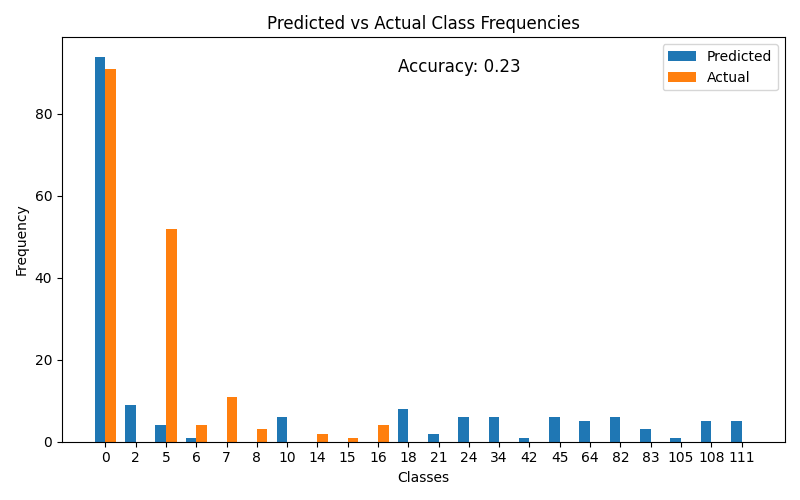 Predicted vs Actual Class Frequencies
Accuracy: 0.23
Predicted
Actual
Frequency
80
60
40
20
0
0 2 5 6 7 8 10 14 15 16 18 21 24 34 42 45 64 82 83 105 108 111
Classes